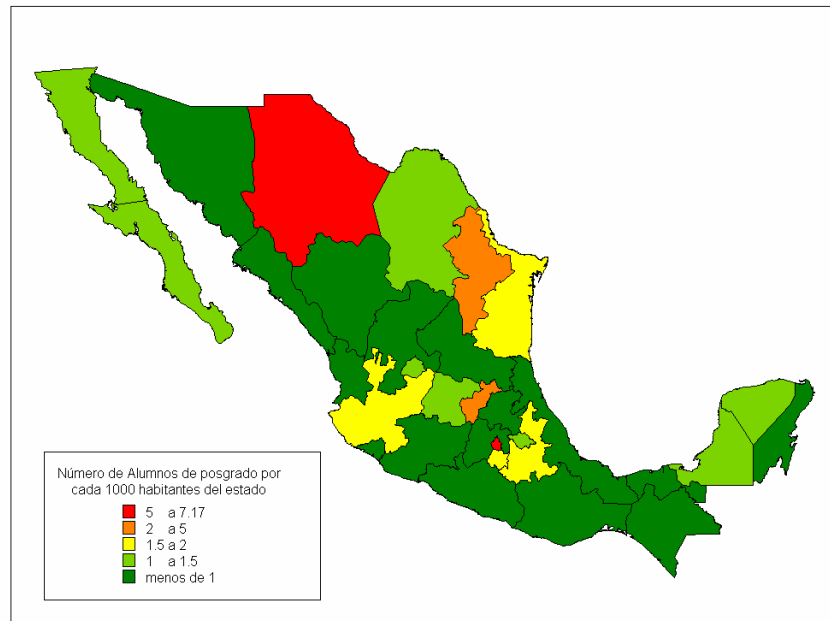 Número de Alumnos de posgrado por
cada 1000 habitantes del estado
5 a 7.17
2 a 5
1.5 a 2
1 a 1.5
menos de 1